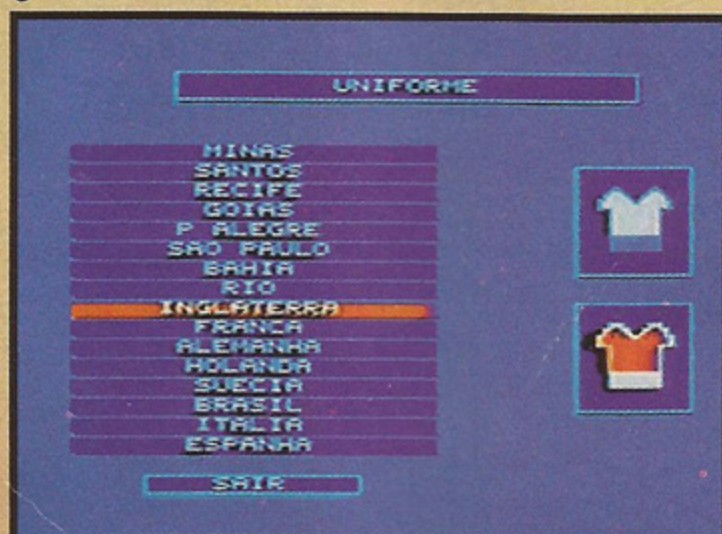 UNIFORME
MINAS
SANTOS
RECIFE
GOIAS
P ALEGRE
SAO PAULO
BAHIA
RIO
INGLATERRA
FRANCA
ALEMANHA
HOLANDA
SUECIA
BRASIL
ITALIA
ESPANHA
SAIR